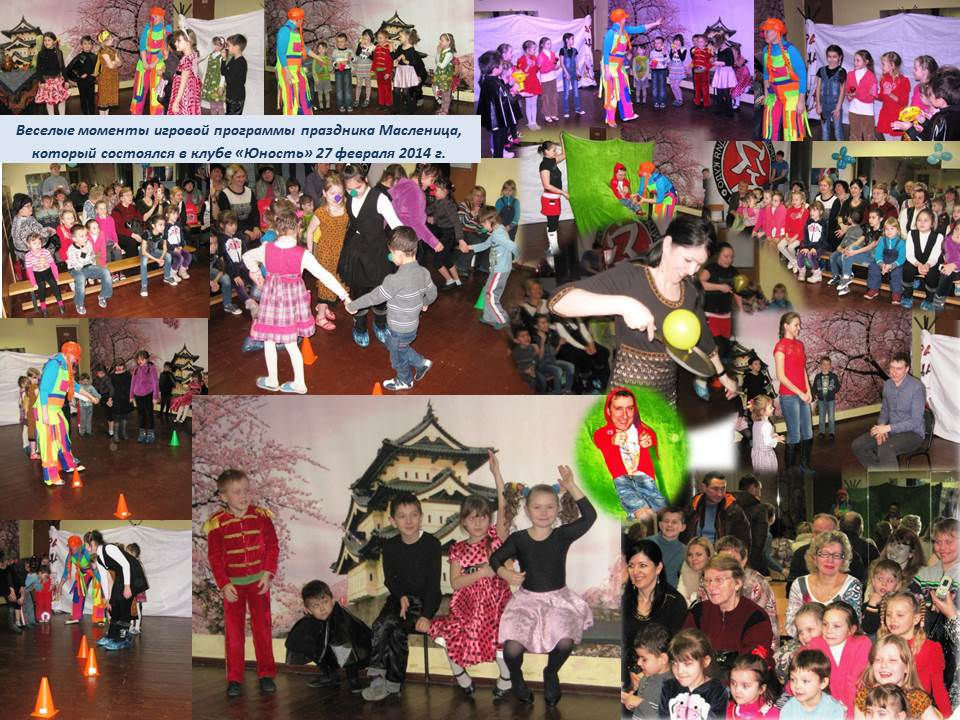 Веселые моменты игровой программы праздника Масленица,
который состоялся в клубе «Юность» 27 февраля 2014 г.